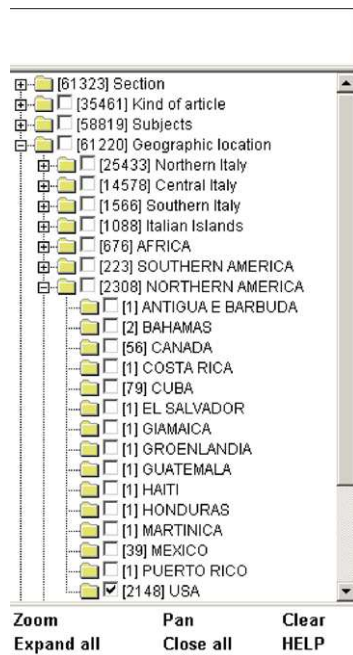 [61323] Section
[35461] Kind of article
[58819] Subjects
[61220] Geographic location
[25433] Northern Italy
[14578] Central Italy
[1566] Southern Italy
[1088] Italian Islands
[676] AFRICA
[223] SOUTHERN AMERICA
[2308] NORTHERN AMERICA
[1] ANTIGUA E BARBUDA
[2] BAHAMAS
[56] CANADA
[1] COSTA RICA
[79] CUBA
[1] EL SALVADOR
[1] GIAMAICA
[1] GROENLANDIA
[1] GUATEMALA
[1] HAITI
[1] HONDURAS
[1] MARTINICA
[39] MEXICO
[1] PUERTO RICO
[2148] USA
Zoom Pan Clear
Expand all Close all HELP